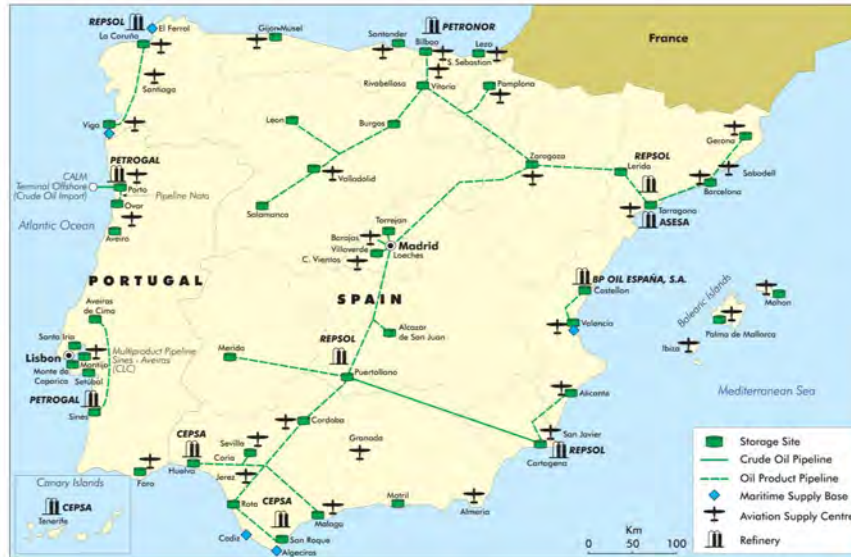 REPSOL
El Ferrol
La Coruña
Gijon-Musel
Santander
PETRONOR
Bilbao
Lezo
S. Sebastian
France
Santiago
Rivabellosa
Vitoria
Pamplona
Vigo
Leon
Burgos
Gerona
CALM
Terminal Offshore
(Crude Oil Import)
PETROGAL
Porto
Pipeline Nato
Ovar
Aveiro
Atlantic Ocean
Valladolid
Salamanca
Zaragoza
Lerida
REPSOL
Sabadell
Barcelona
Tarragona
ASESA
Torrejon
Barajas
Madrid
Villaverde
Loeches
C. Vientos
PORTUGAL
SPAIN
BP OIL ESPAÑA, S.A.
Castellon
Valencia
Balearic Islands
Mahon
Palma de Mallorca
Ibiza
Aveiras
de Cima
Santa Iria
Lisbon
Montijo
Monte de
Caparica
Setúbal
Multiproduct Pipeline
Sines - Aveiras
(CLC)
PETROGAL
Sines
Merida
REPSOL
Puertollano
Alcazar
de San Juan
Mediterranean Sea
Alicante
San Javier
Cartagena
REPSOL
Cordoba
Granada
CEPSA
Sevilla
Coria
Huelva
Jerez
Faro
Rota
CEPSA
Malaga
Motril
Almeria
Cadiz
San Roque
Algeciras
Canary Islands
CEPSA
Tenerife
Storage Site
Crude Oil Pipeline
Oil Product Pipeline
Maritime Supply Base
Aviation Supply Centre
Refinery
Km
0 50 100